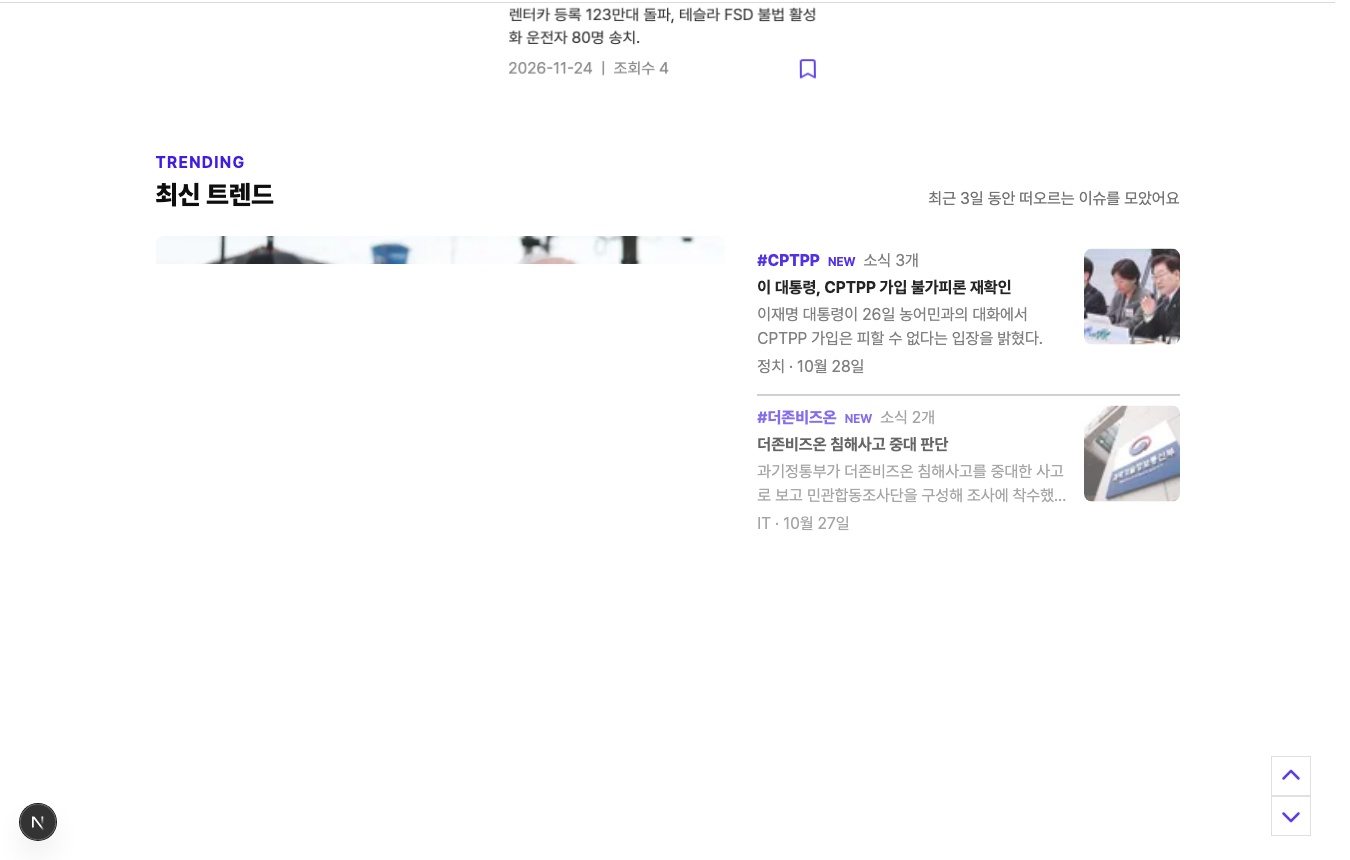 렌터카 등록 123만대 돌파, 테슬라 FSD 불법 활성
화 운전자 80명 송치.
2026-11-24 | 조회수 4
TRENDING
최신 트렌드
최근 3일 동안 떠오르는 이슈를 모았어요
#CPTPP NEW 소식 3개
이 대통령, CPTPP 가입 불가피론 재확인
이재명 대통령이 26일 농어민과의 대화에서
CPTPP 가입은 피할 수 없다는 입장을 밝혔다.
정치 · 10월 28일
#더존비즈온 NEW 소식 2개
더존비즈온 침해사고 중대 판단
과기정통부가 더존비즈온 침해사고를 중대한 사고
로 보고 민관합동조사단을 구성해 조사에 착수했...
IT · 10월 27일
N